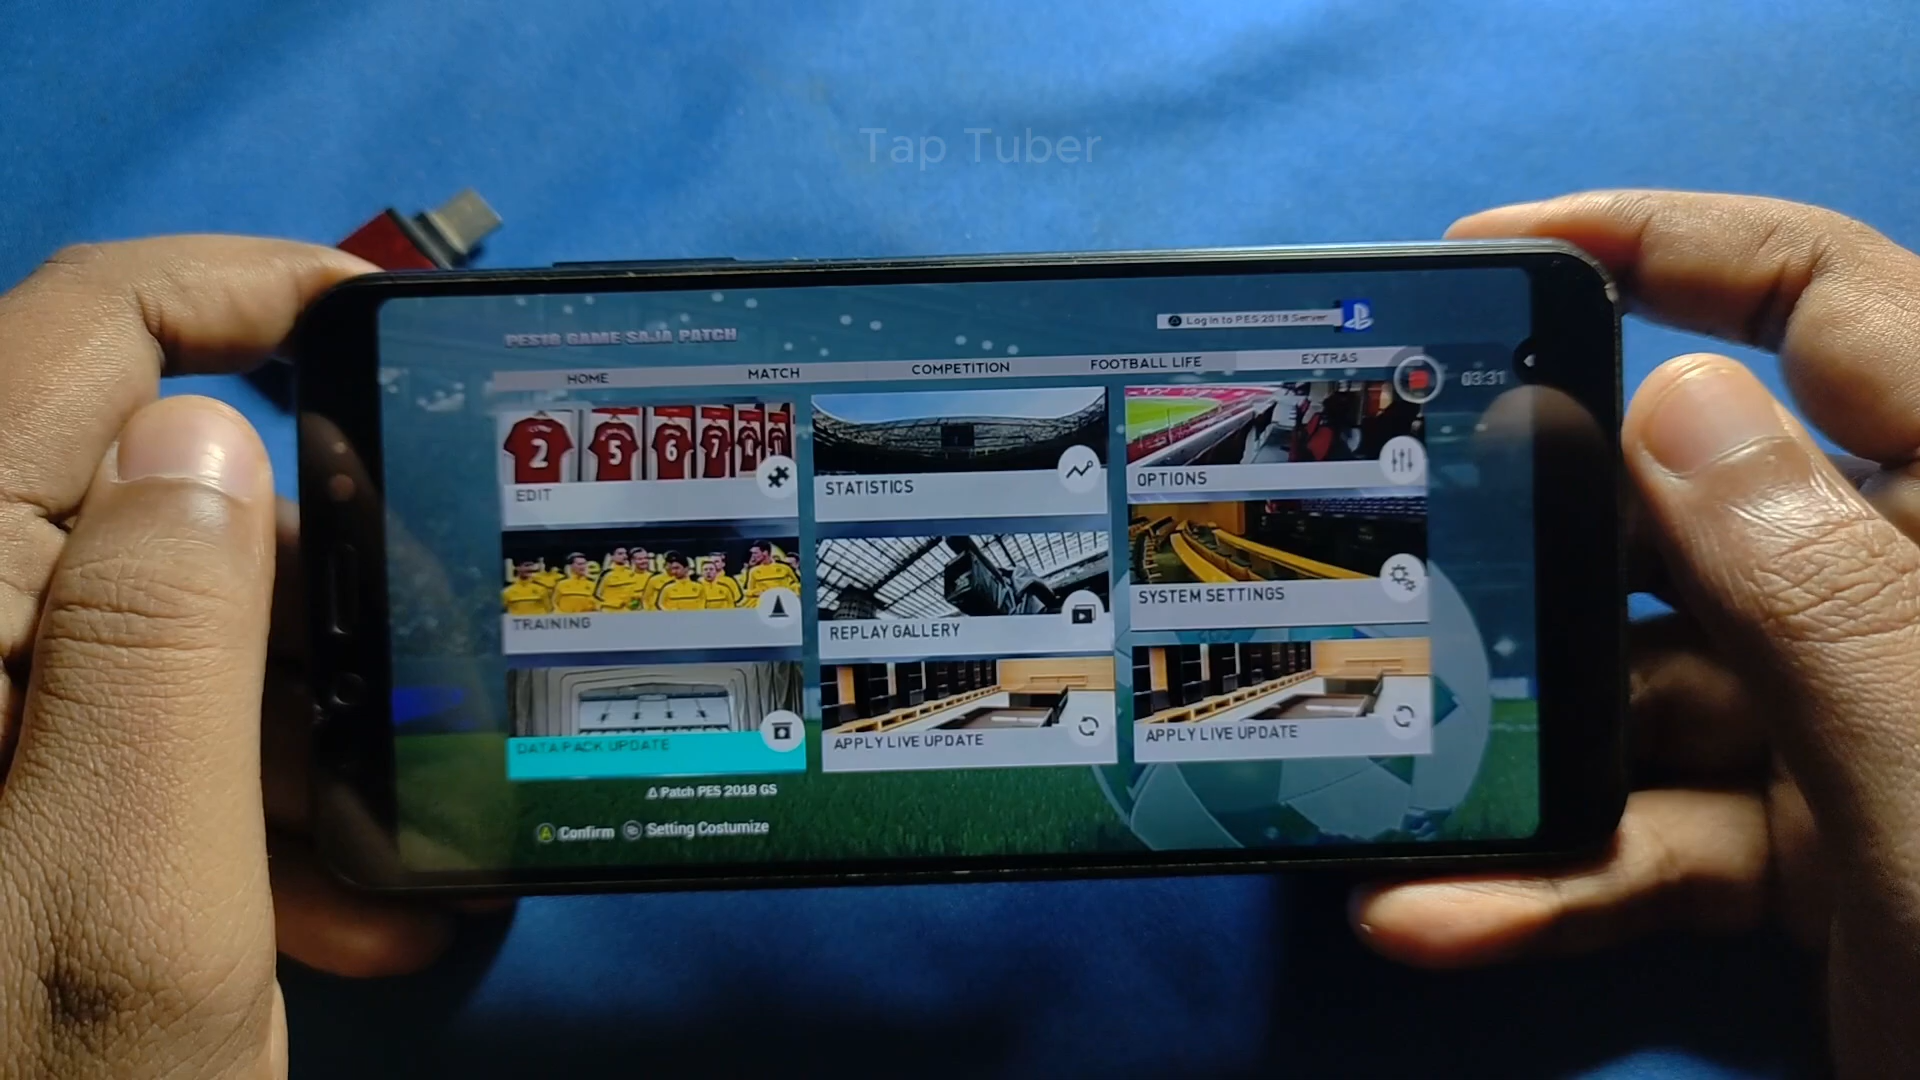 Tap Tuber
PES18 GAME SAJA PATCH
Log in to PES 2018 Server
HOME
MATCH
COMPETITION
FOOTBALL LIFE
EXTRAS
03:31
2
5
6
7
EDIT
STATISTICS
OPTIONS
TRAINING
REPLAY GALLERY
SYSTEM SETTINGS
DATA PACK UPDATE
APPLY LIVE UPDATE
APPLY LIVE UPDATE
Patch PES 2018 GS
A Confirm
Setting Costumize